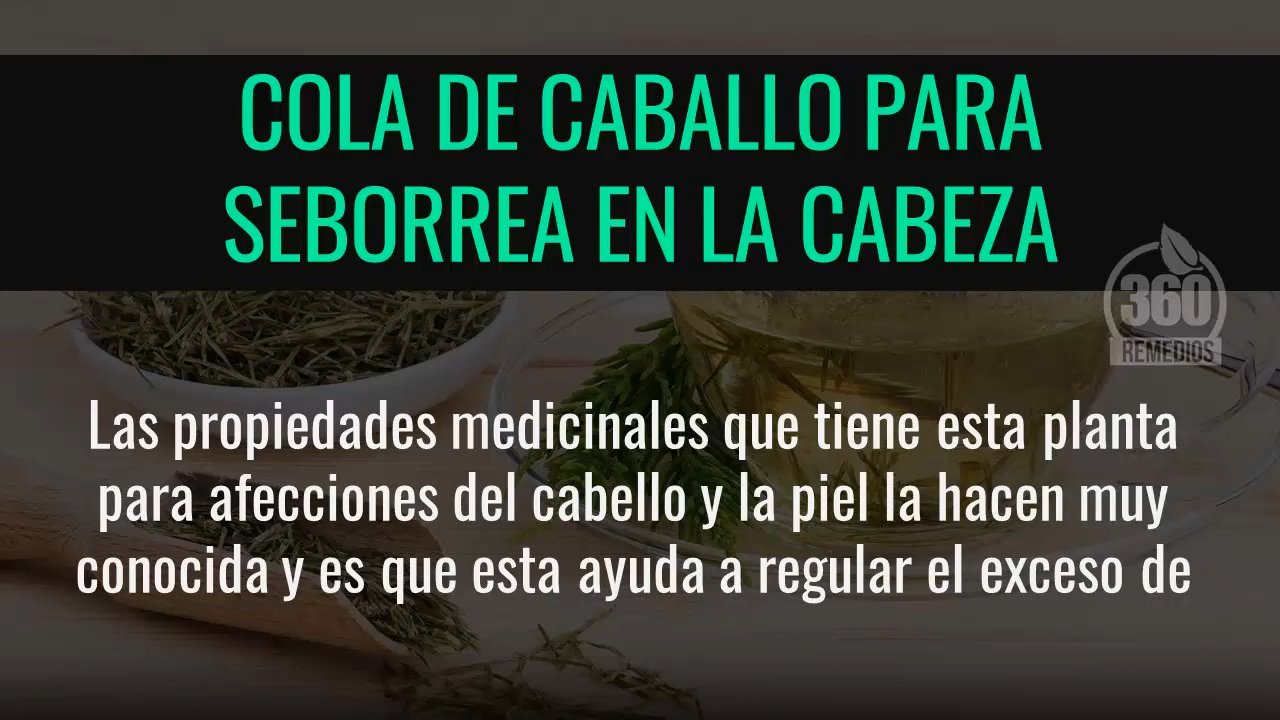 COLA DE CABALLO PARA
SEBORREA EN LA CABEZA
360
REMEDIOS
Las propiedades medicinales que tiene esta planta
para afecciones del cabello y la piel la hacen muy
conocida y es que esta ayuda a regular el exceso de